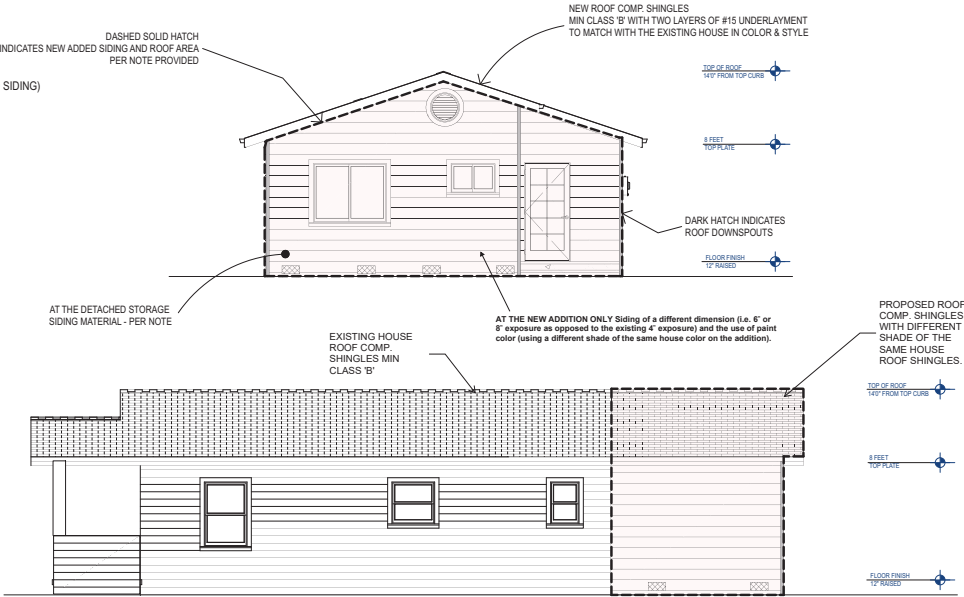 NEW ROOF COMP. SHINGLES
MIN CLASS 'B' WITH TWO LAYERS OF #15 UNDERLAYMENT
TO MATCH WITH THE EXISTING HOUSE IN COLOR & STYLE
DASHED SOLID HATCH
INDICATES NEW ADDED SIDING AND ROOF AREA
PER NOTE PROVIDED
SIDING)
TOP OF ROOF
14'0" FROM TOP CURB
8 FEET
TOP PLATE
DARK HATCH INDICATES
ROOF DOWNSPOUTS
FLOOR FINISH
12" RAISED
AT THE DETACHED STORAGE
SIDING MATERIAL - PER NOTE
AT THE NEW ADDITION ONLY Siding of a different dimension (i.e. 6" or
8" exposure as opposed to the existing 4" exposure) and the use of paint
color (using a different shade of the same house color on the addition).
EXISTING HOUSE
ROOF COMP.
SHINGLES MIN
CLASS 'B'
PROPOSED ROOF
COMP. SHINGLES
WITH DIFFERENT
SHADE OF THE
SAME HOUSE
ROOF SHINGLES.
TOP OF ROOF
14'0" FROM TOP CURB
8 FEET
TOP PLATE
FLOOR FINISH
12" RAISED